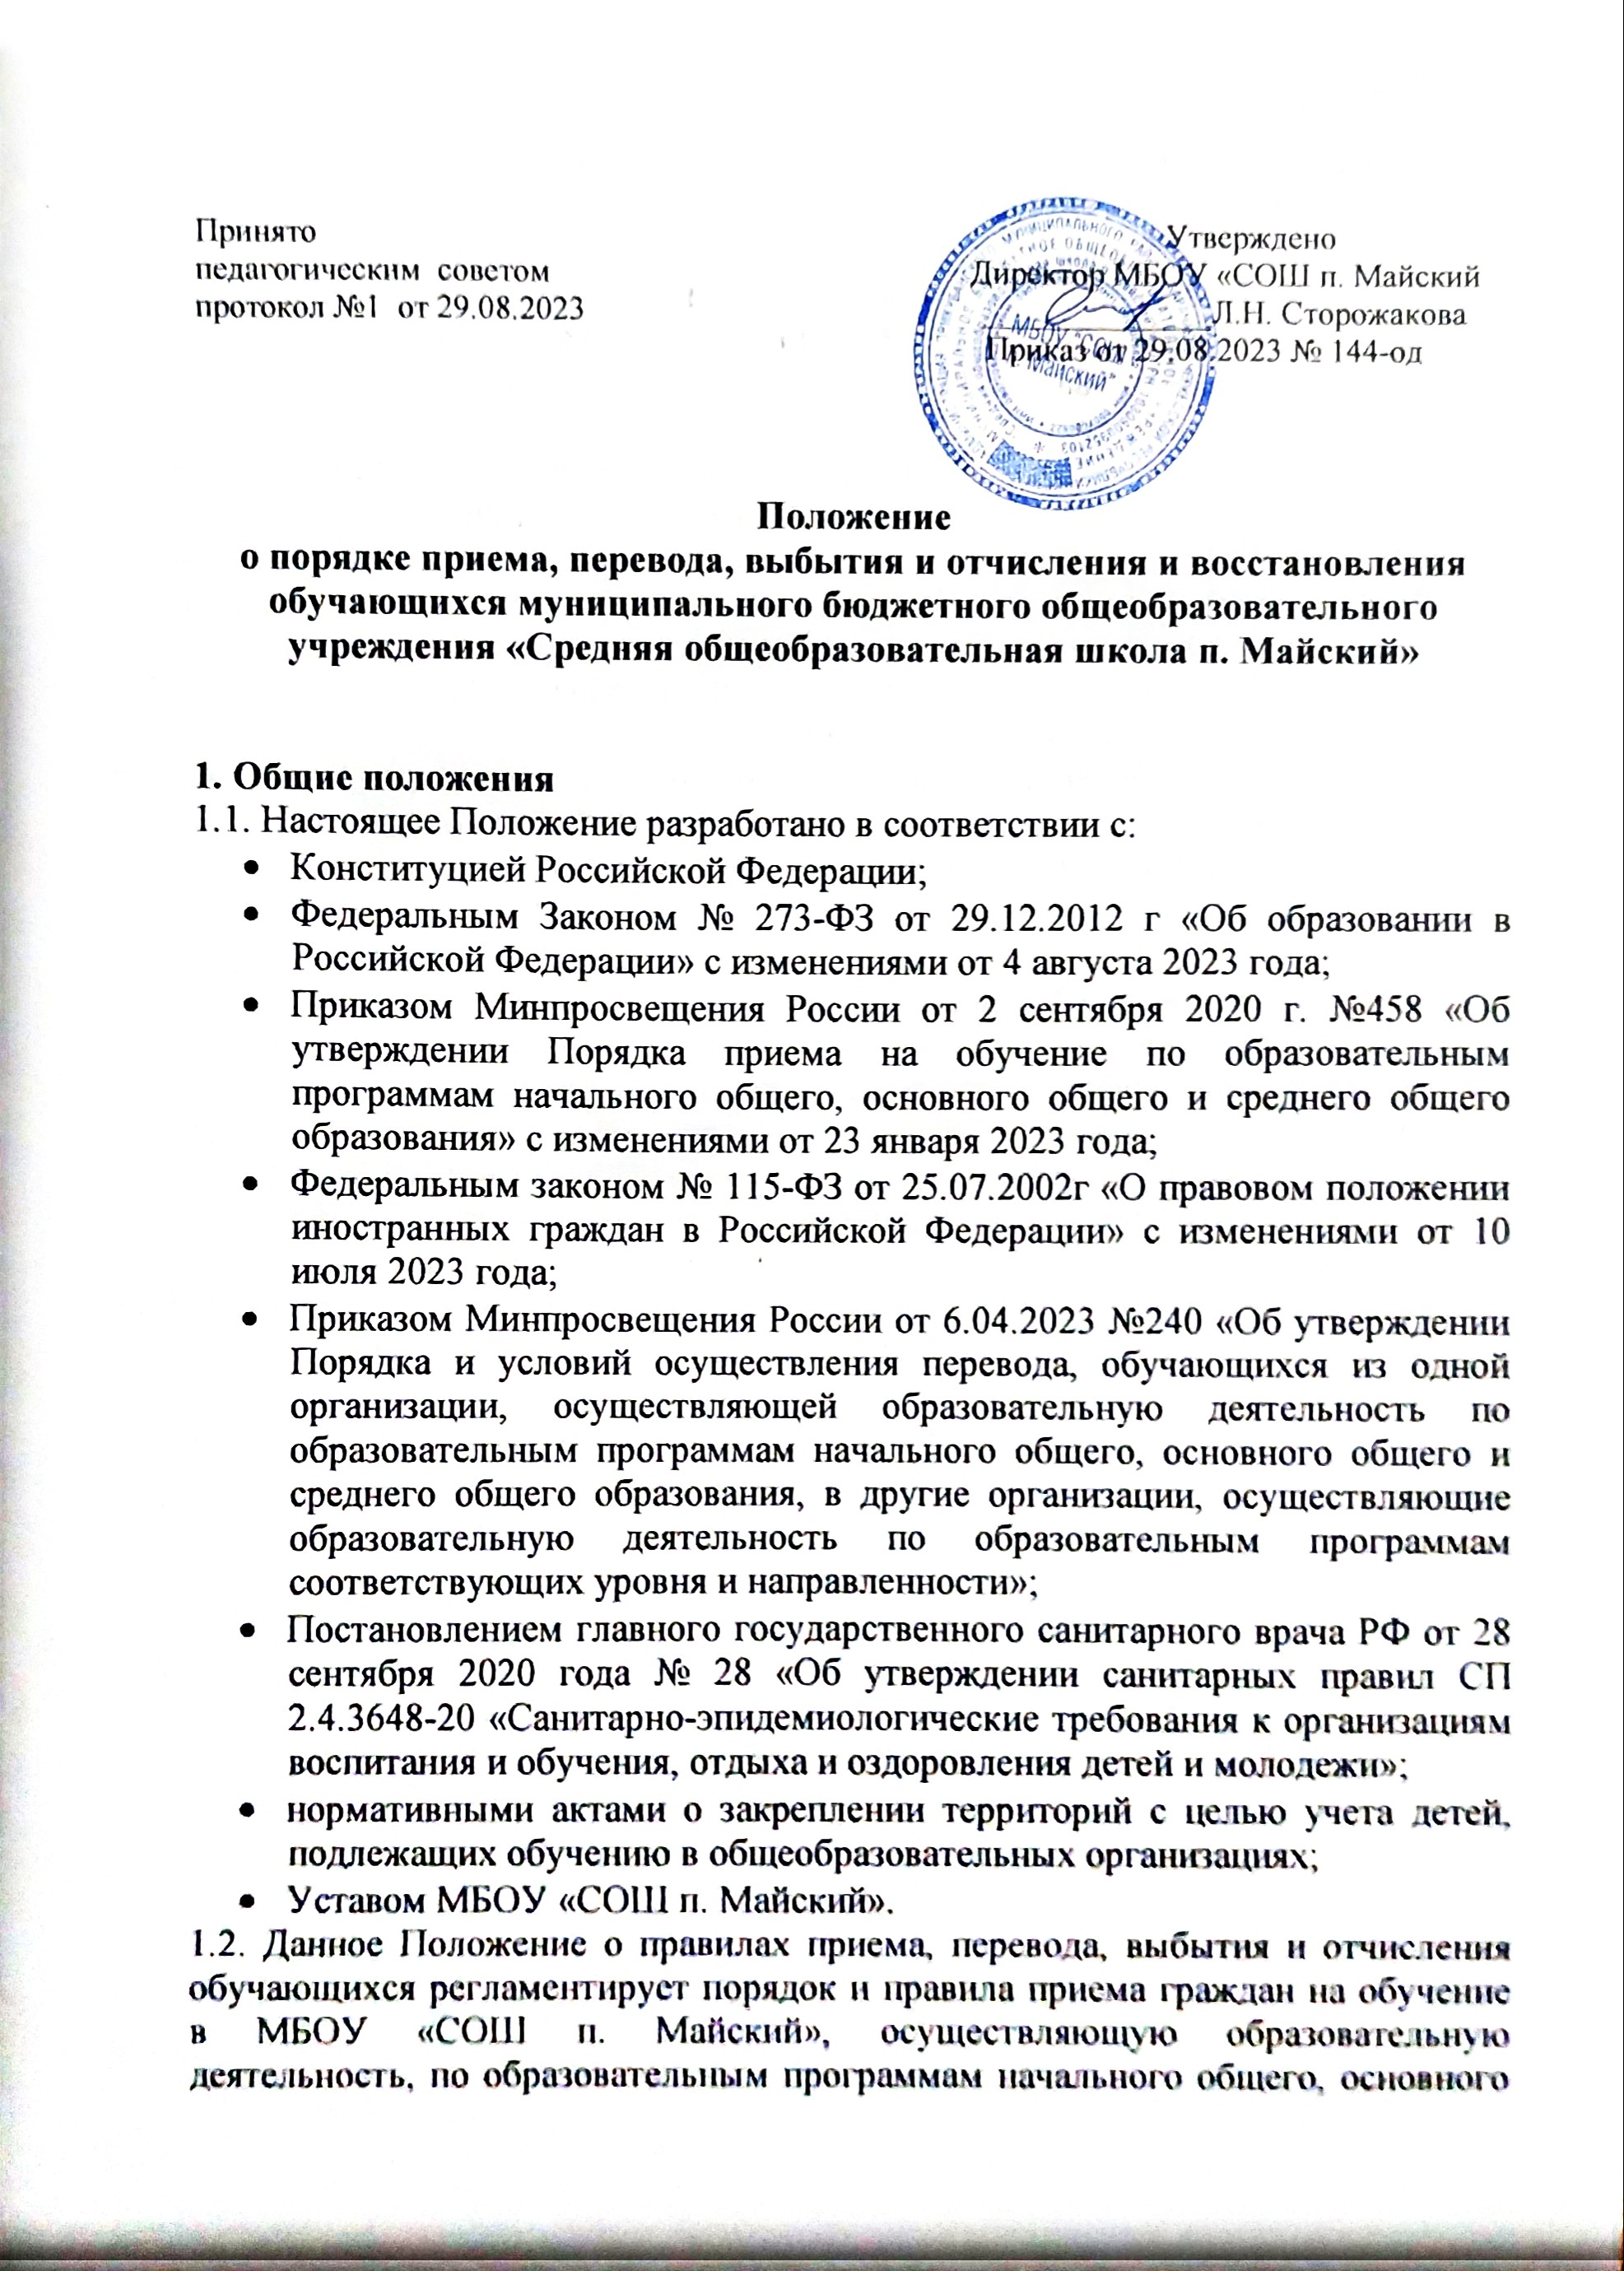 Принято
педагогическим советом
протокол №1 от 29.08.2023
Утверждено
Директор МБОУ «СОШ п. Майский
Л.Н. Сторожакова
Приказ от 29.08.2023 № 144-од
МБОУ "СОШ
п. Майский"
Положение
о порядке приема, перевода, выбытия и отчисления и восстановления
обучающихся муниципального бюджетного общеобразовательного
учреждения «Средняя общеобразовательная школа п. Майский»
1. Общие положения
1.1. Настоящее Положение разработано в соответствии с:
• Конституцией Российской Федерации;
• Федеральным Законом № 273-ФЗ от 29.12.2012 г «Об образовании в
Российской Федерации» с изменениями от 4 августа 2023 года;
• Приказом Минпросвещения России от 2 сентября 2020 г. №458 «Об
утверждении Порядка приема на обучение по образовательным
программам начального общего, основного общего и среднего общего
образования» с изменениями от 23 января 2023 года;
• Федеральным законом № 115-ФЗ от 25.07.2002г «О правовом положении
иностранных граждан в Российской Федерации» с изменениями от 10
июля 2023 года;
• Приказом Минпросвещения России от 6.04.2023 №240 «Об утверждении
Порядка и условий осуществления перевода, обучающихся из одной
организации, осуществляющей образовательную деятельность по
образовательным программам начального общего, основного общего и
среднего общего образования, в другие организации, осуществляющие
образовательную деятельность по образовательным программам
соответствующих уровня и направленности»;
• Постановлением главного государственного санитарного врача РФ от 28
сентября 2020 года № 28 «Об утверждении санитарных правил СП
2.4.3648-20 «Санитарно-эпидемиологические требования к организациям
воспитания и обучения, отдыха и оздоровления детей и молодежи»;
• нормативными актами о закреплении территорий с целью учета детей,
подлежащих обучению в общеобразовательных организациях;
• Уставом МБОУ «СОШ п. Майский».
1.2. Данное Положение о правилах приема, перевода, выбытия и отчисления
обучающихся регламентирует порядок и правила приема граждан на обучение
в МБОУ «СОШ п. Майский», осуществляющую образовательную
деятельность, по образовательным программам начального общего, основного